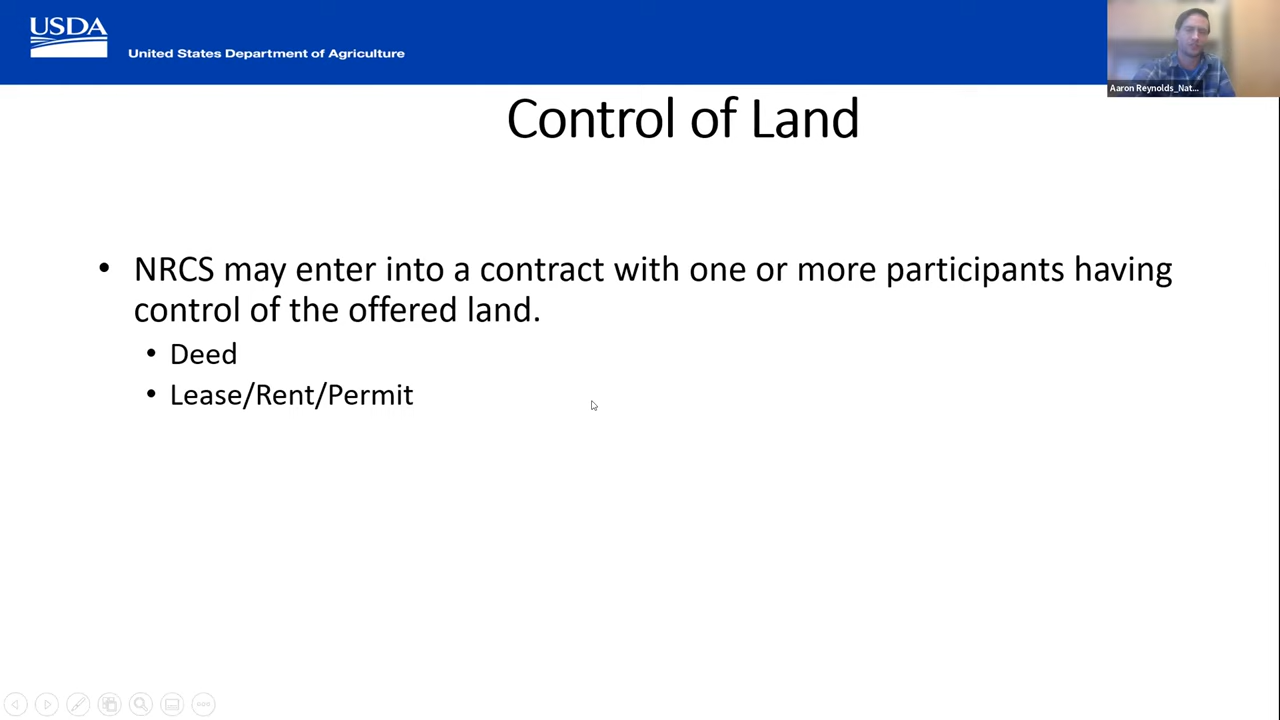 USDA
United States Department of Agriculture
Aaron Reynolds_Nat...
Control of Land
• NRCS may enter into a contract with one or more participants having
control of the offered land.
• Deed
• Lease/Rent/Permit